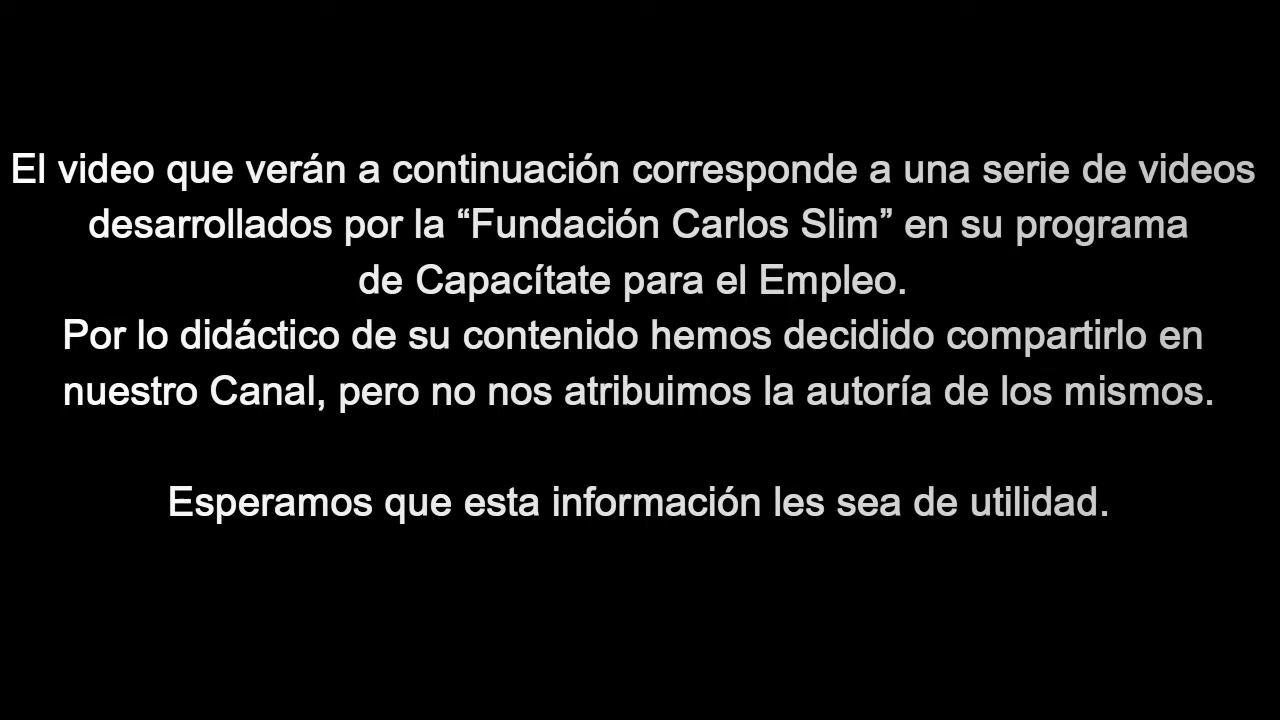 El video que verán a continuación corresponde a una serie de videos
desarrollados por la “Fundación Carlos Slim” en su programa
de Capacítate para el Empleo.
Por lo didáctico de su contenido hemos decidido compartirlo en
nuestro Canal, pero no nos atribuimos la autoría de los mismos.
Esperamos que esta información les sea de utilidad.